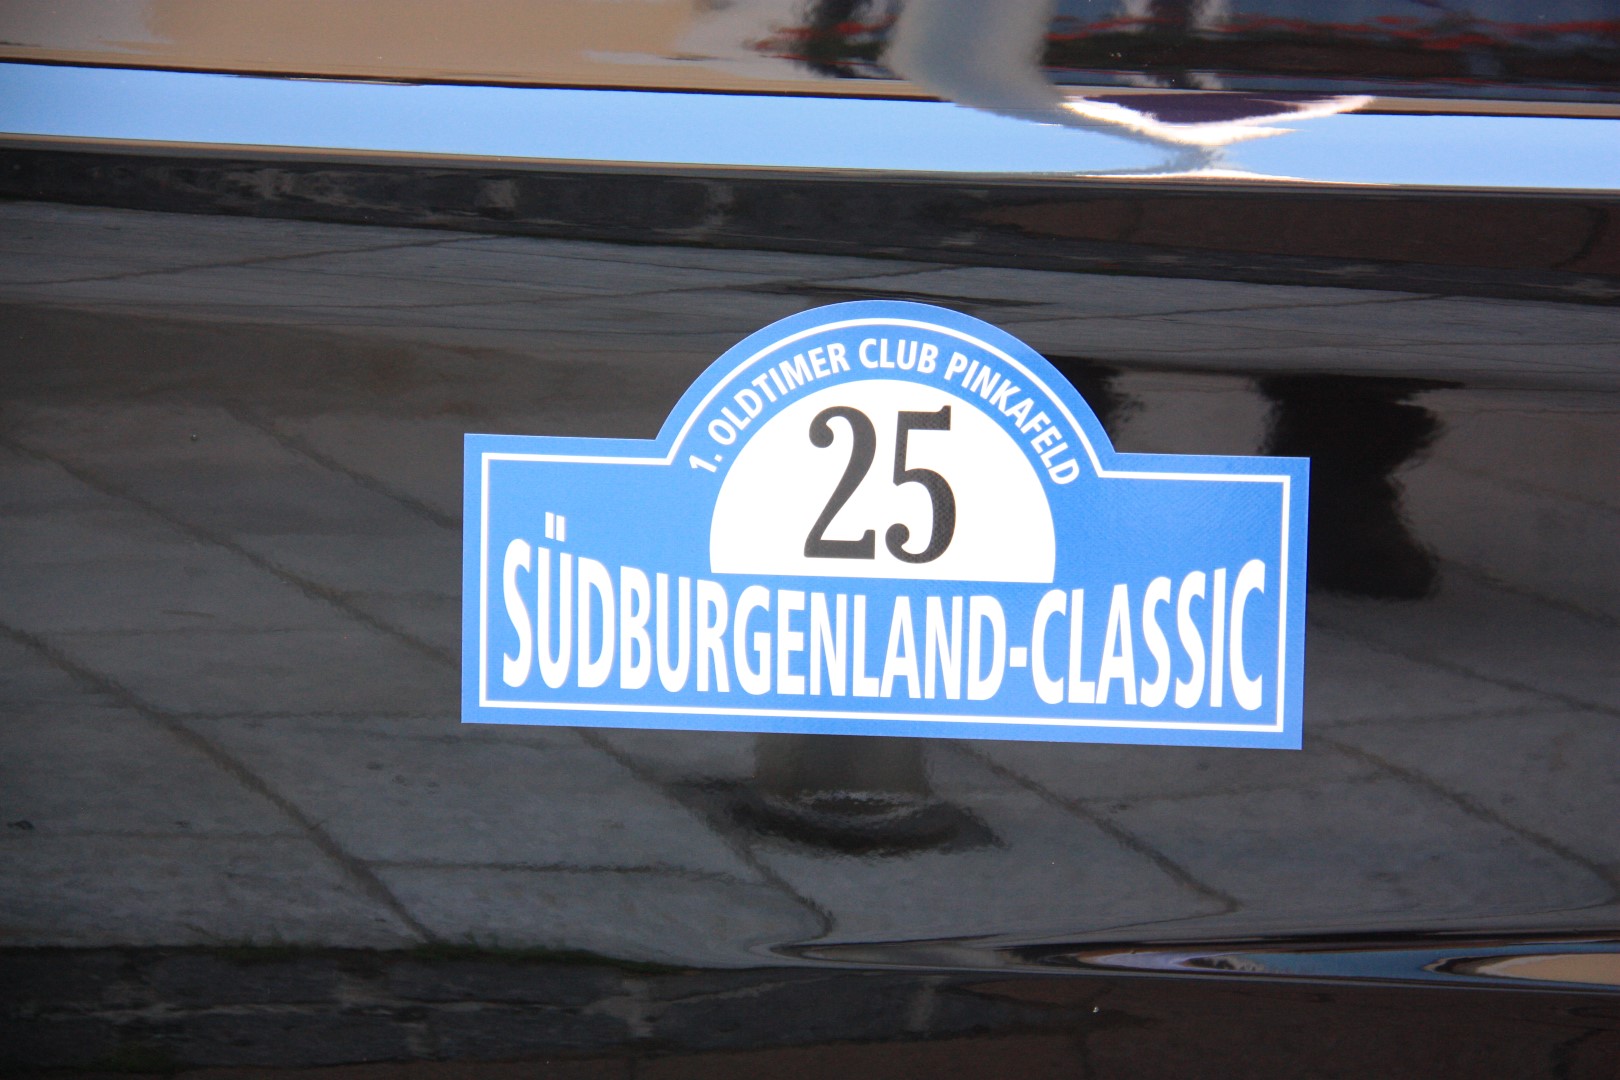 1. OLDTIMER CLUB PINKAFELD
25
SÜDBURGENLAND-CLASSIC